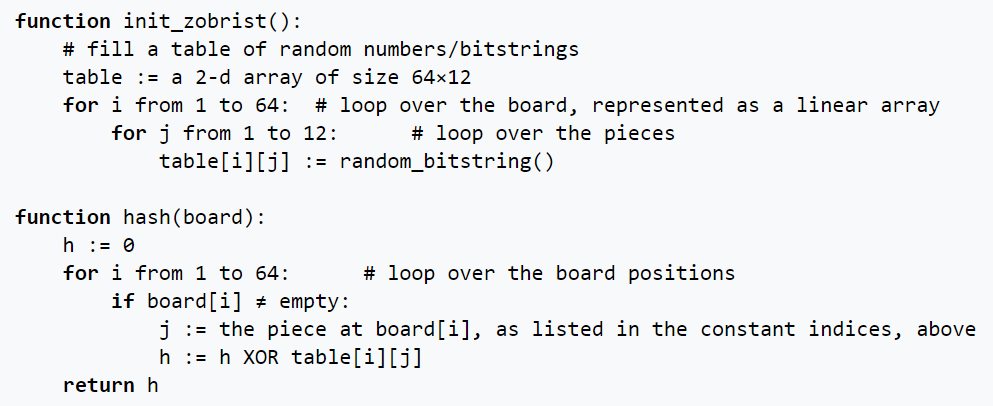 function init_zobrist():
    # fill a table of random numbers/bitstrings
    table := a 2-d array of size 64×12
    for i from 1 to 64:  # loop over the board, represented as a linear array
        for j from 1 to 12:      # loop over the pieces
            table[i][j] := random_bitstring()

function hash(board):
    h := 0
    for i from 1 to 64:      # loop over the board positions
        if board[i] ≠ empty:
            j := the piece at board[i], as listed in the constant indices, above
            h := h XOR table[i][j]
    return h